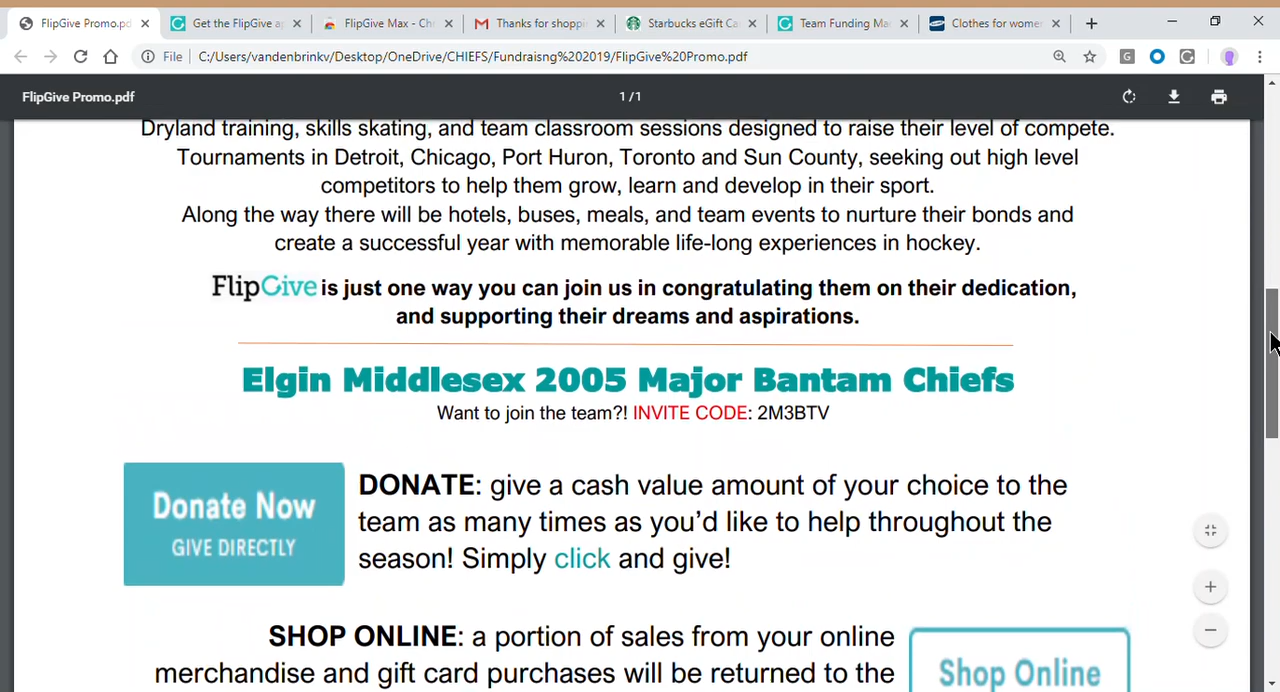 FlipGive Promo.pd
Get the FlipGive a
FlipGive Max - Ch
Thanks for shoppi
Starbucks eGift Ca
Team Funding Ma
Clothes for wome
File
C:/Users/vandenbrinkv/Desktop/OneDrive/CHIEFS/Fundraisng%202019/FlipGive%20Promo.pdf
FlipGive Promo.pdf
1 / 1
Dryland training, skills skating, and team classroom sessions designed to raise their level of compete.
Tournaments in Detroit, Chicago, Port Huron, Toronto and Sun County, seeking out high level
competitors to help them grow, learn and develop in their sport.
Along the way there will be hotels, buses, meals, and team events to nurture their bonds and
create a successful year with memorable life-long experiences in hockey.
FlipGive is just one way you can join us in congratulating them on their dedication,
and supporting their dreams and aspirations.
Elgin Middlesex 2005 Major Bantam Chiefs
Want to join the team?! INVITE CODE: 2M3BTV
Donate Now
GIVE DIRECTLY
DONATE: give a cash value amount of your choice to the
team as many times as you'd like to help throughout the
season! Simply click and give!
SHOP ONLINE: a portion of sales from your online
merchandise and gift card purchases will be returned to the
Shop Online